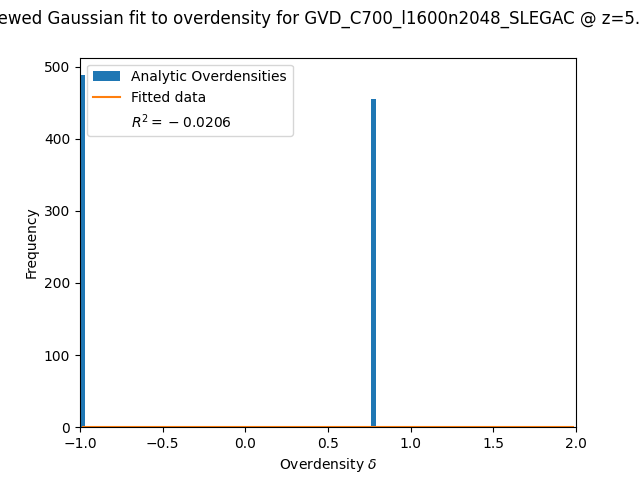 ewed Gaussian fit to overdensity for GVD_C700_l1600n2048_SLEGAC @ z=5.
Analytic Overdensities
Fitted data
R² = − 0.0206
Frequency
500
400
300
200
100
0
−1.0 −0.5 0.0 0.5 1.0 1.5 2.0
Overdensity δ